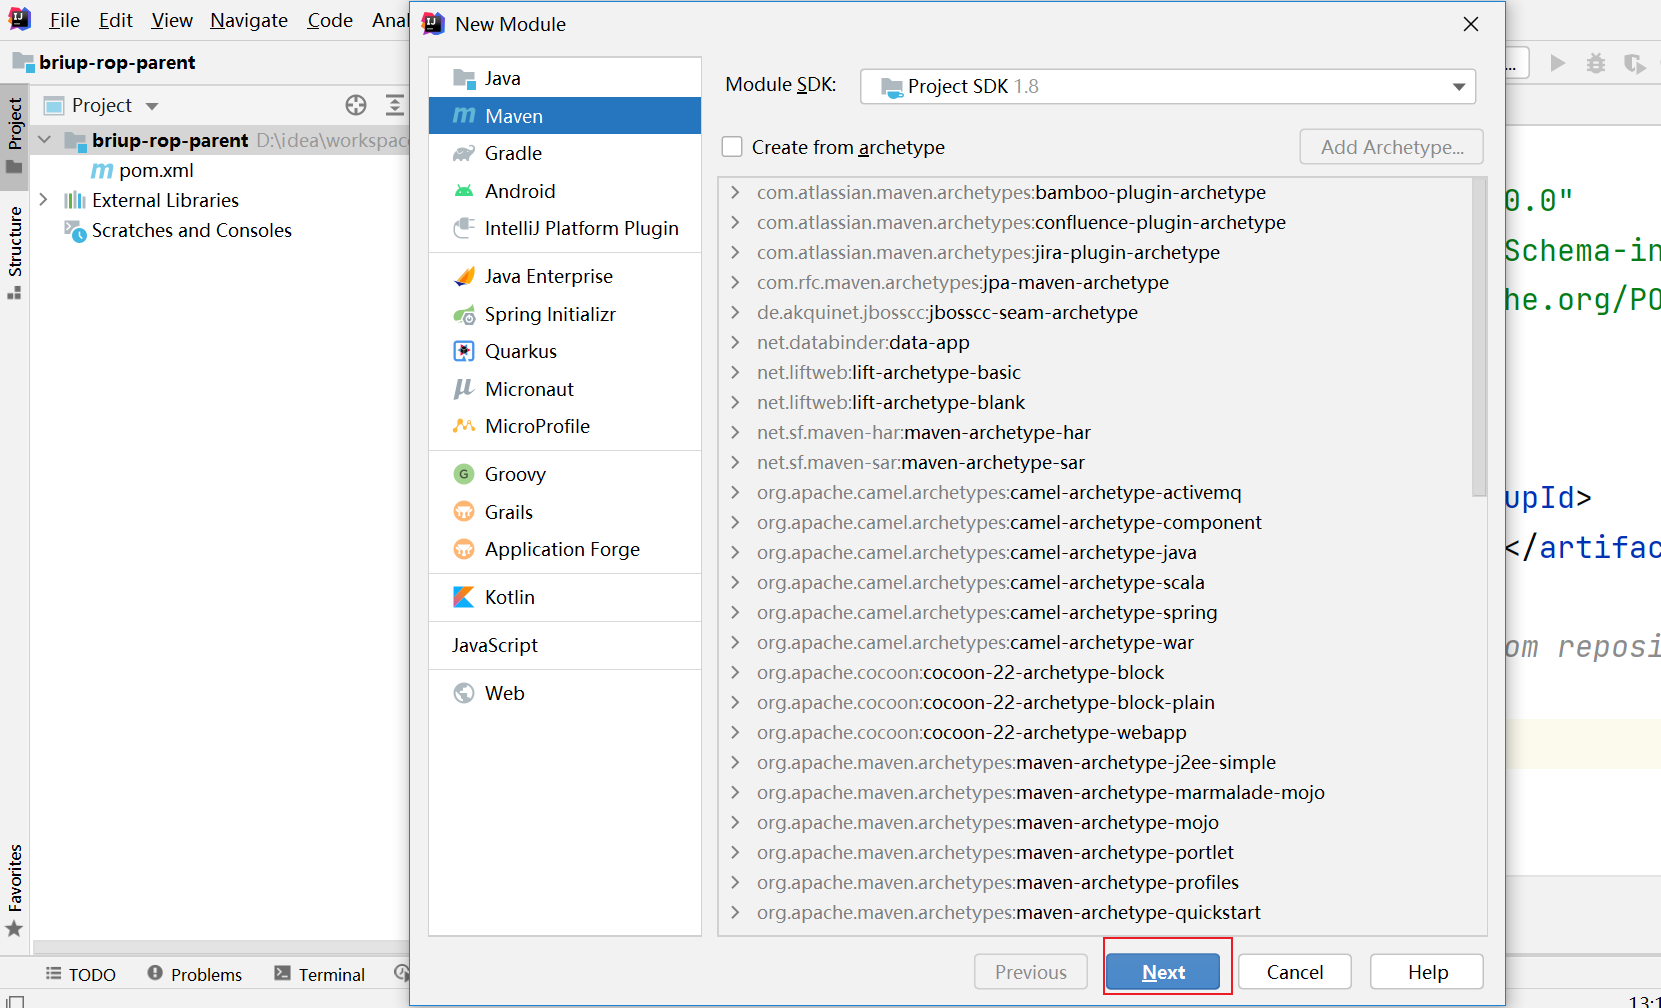 File Edit View Navigate Code Anal
New Module
briup-rop-parent
...
Project
Project
briup-rop-parent D:\idea\workspac
pom.xml
External Libraries
Scratches and Consoles
Structure
Favorites
Java
Maven
Gradle
Android
IntelliJ Platform Plugin
Java Enterprise
Spring Initializr
Quarkus
Micronaut
MicroProfile
Groovy
Grails
Application Forge
Kotlin
JavaScript
Web
Module SDK: Project SDK 1.8
Create from archetype Add Archetype...
com.atlassian.maven.archetypes:bamboo-plugin-archetype
com.atlassian.maven.archetypes:confluence-plugin-archetype
com.atlassian.maven.archetypes:jira-plugin-archetype
com.rfc.maven.archetypes:jpa-maven-archetype
de.akquinet.jbosscc:jbosscc-seam-archetype
net.databinder:data-app
net.liftweb:lift-archetype-basic
net.liftweb:lift-archetype-blank
net.sf.maven-har:maven-archetype-har
net.sf.maven-sar:maven-archetype-sar
org.apache.camel.archetypes:camel-archetype-activemq
org.apache.camel.archetypes:camel-archetype-component
org.apache.camel.archetypes:camel-archetype-java
org.apache.camel.archetypes:camel-archetype-scala
org.apache.camel.archetypes:camel-archetype-spring
org.apache.camel.archetypes:camel-archetype-war
org.apache.cocoon:cocoon-22-archetype-block
org.apache.cocoon:cocoon-22-archetype-block-plain
org.apache.cocoon:cocoon-22-archetype-webapp
org.apache.maven.archetypes:maven-archetype-j2ee-simple
org.apache.maven.archetypes:maven-archetype-marmalade-mojo
org.apache.maven.archetypes:maven-archetype-mojo
org.apache.maven.archetypes:maven-archetype-portlet
org.apache.maven.archetypes:maven-archetype-profiles
org.apache.maven.archetypes:maven-archetype-quickstart
Previous Next Cancel Help
0.0"
Schema-in
he.org/PO
upId>
</artifac
om reposi
TODO Problems Terminal
13:1